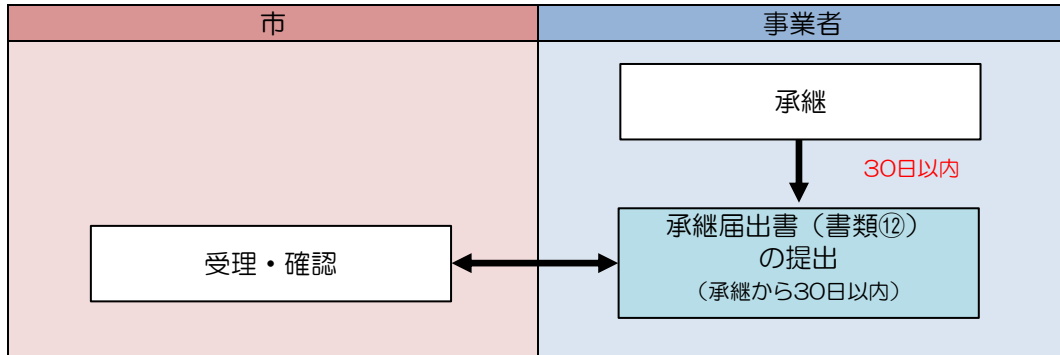 市
事業者
承継
30日以内
承継届出書（書類⑫）
の提出
（承継から30日以内）
受理・確認